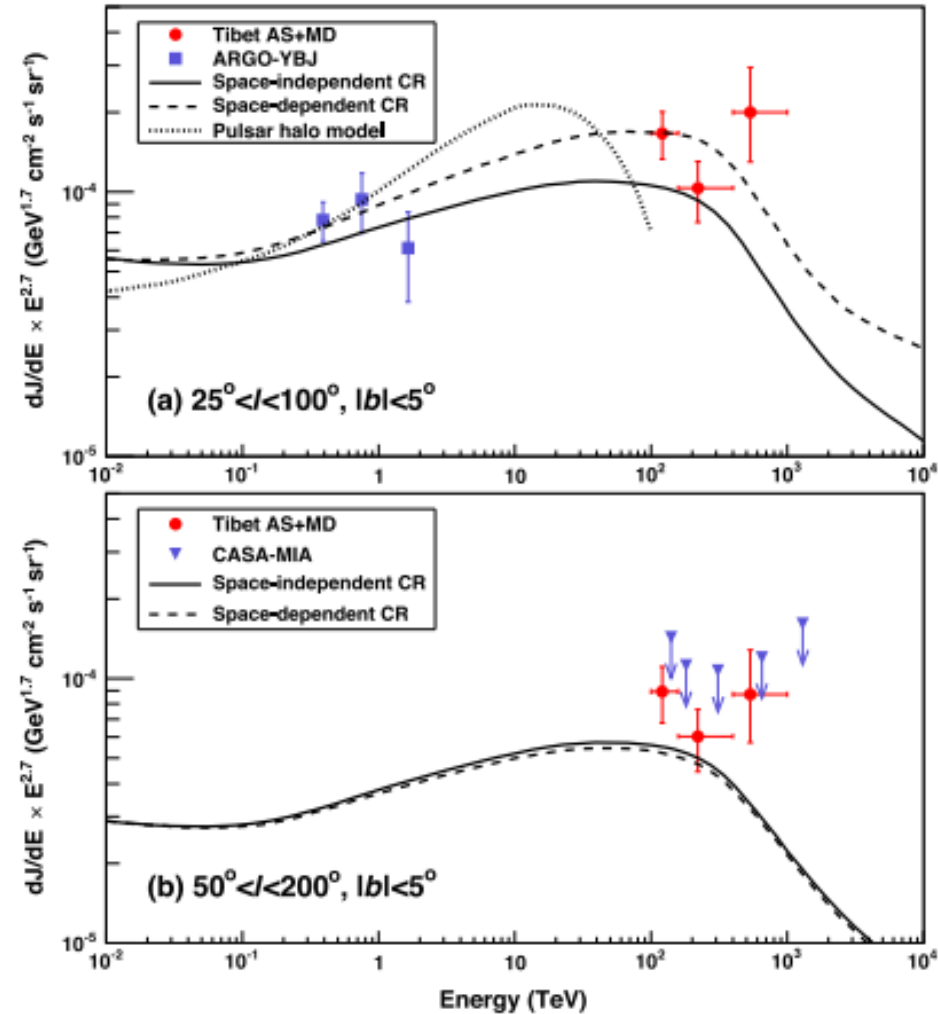 Tibet AS+MD
ARGO-YBJ
Space-independent CR
Space-dependent CR
Pulsar halo model
dJ/dE × E^2.7 (GeV^1.7 cm^-2 s^-1 sr^-1)
10^-4
10^-5
(a) 25°<l<100°, |b|<5°
10^-2 10^-1 1 10 10^2 10^3 10^4
Tibet AS+MD
CASA-MIA
Space-independent CR
Space-dependent CR
dJ/dE × E^2.7 (GeV^1.7 cm^-2 s^-1 sr^-1)
10^-4
10^-5
(b) 50°<l<200°, |b|<5°
10^-2 10^-1 1 10 10^2 10^3 10^4
Energy (TeV)